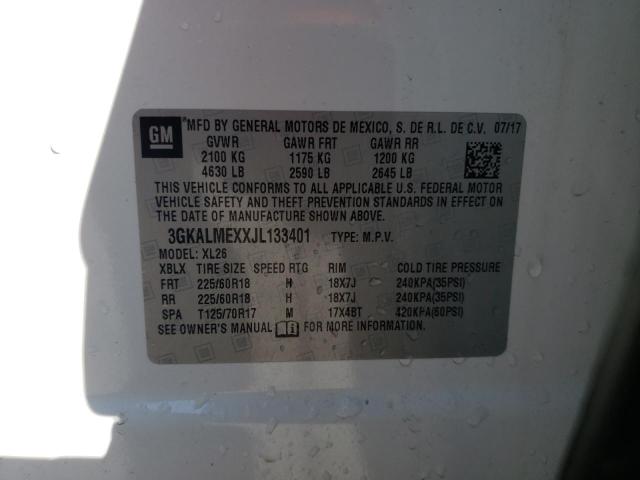 GM
®MFD BY GENERAL MOTORS DE MEXICO, S. DE R.L. DE C.V. 07/17
GVWR GAWR FRT GAWR RR
2100 KG 1175 KG 1200 KG
4630 LB 2590 LB 2645 LB
THIS VEHICLE CONFORMS TO ALL APPLICABLE U.S. FEDERAL MOTOR
VEHICLE SAFETY AND THEFT PREVENTION STANDARDS IN EFFECT ON
THE DATE OF MANUFACTURE SHOWN ABOVE.
3GKALMEXXJL133401 TYPE: M.P.V.
MODEL: XL26
XBLX TIRE SIZE SPEED RTG RIM COLD TIRE PRESSURE
FRT 225/60R18 H 18X7J 240KPA(35PSI)
RR 225/60R18 H 18X7J 240KPA(35PSI)
SPA T125/70R17 M 17X4BT 420KPA(60PSI)
SEE OWNER'S MANUAL FOR MORE INFORMATION.